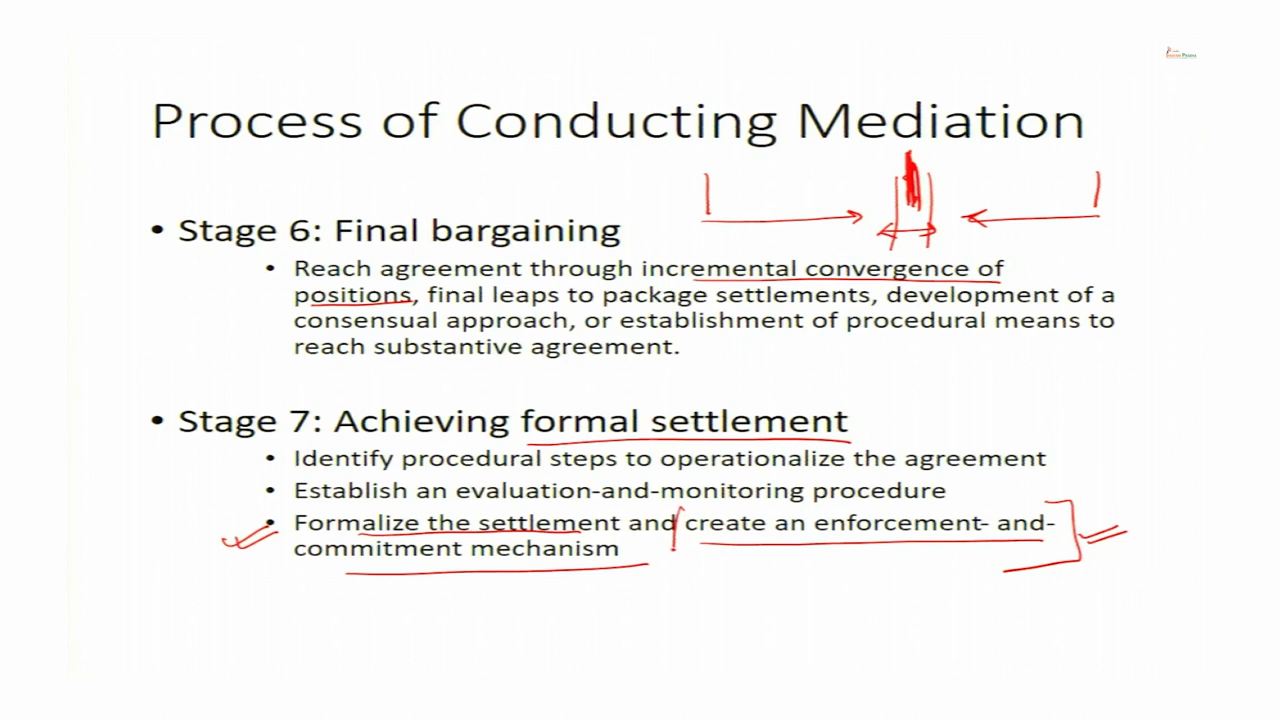 Process of Conducting Mediation
• Stage 6: Final bargaining
• Reach agreement through incremental convergence of
positions, final leaps to package settlements, development of a
consensual approach, or establishment of procedural means to
reach substantive agreement.
• Stage 7: Achieving formal settlement
• Identify procedural steps to operationalize the agreement
• Establish an evaluation-and-monitoring procedure
• Formalize the settlement and create an enforcement- and-
commitment mechanism